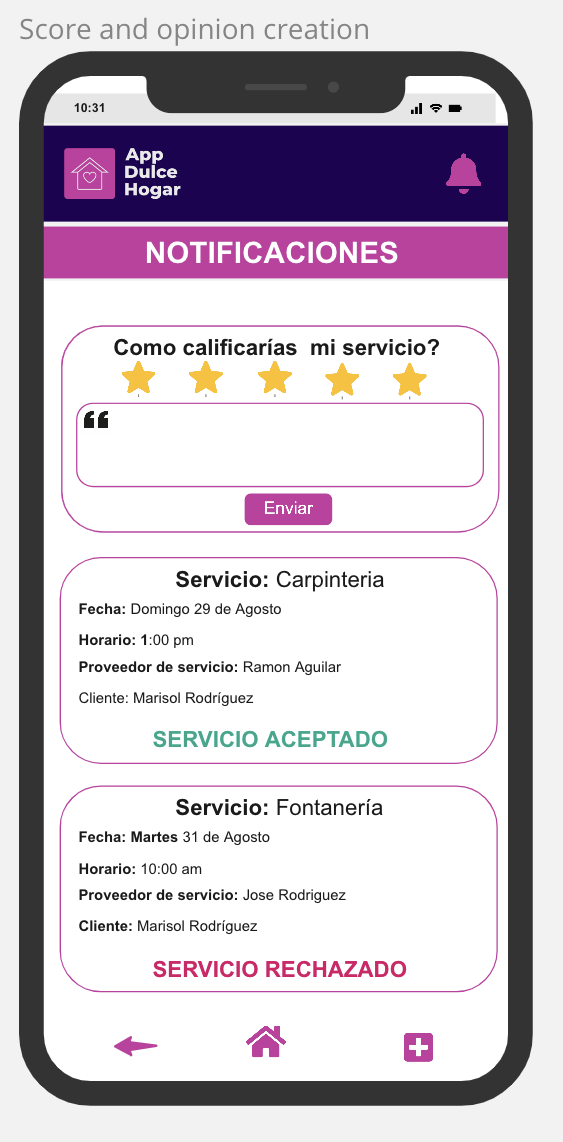 Score and opinion creation
10:31
App
Dulce
Hogar
NOTIFICACIONES
Como calificarías  mi servicio?
❝
Enviar
Servicio: Carpinteria
Fecha: Domingo 29 de Agosto
Horario: 1:00 pm
Proveedor de servicio: Ramon Aguilar
Cliente: Marisol Rodríguez
SERVICIO ACEPTADO
Servicio: Fontanería
Fecha: Martes 31 de Agosto
Horario: 10:00 am
Proveedor de servicio: Jose Rodriguez
Cliente: Marisol Rodríguez
SERVICIO RECHAZADO